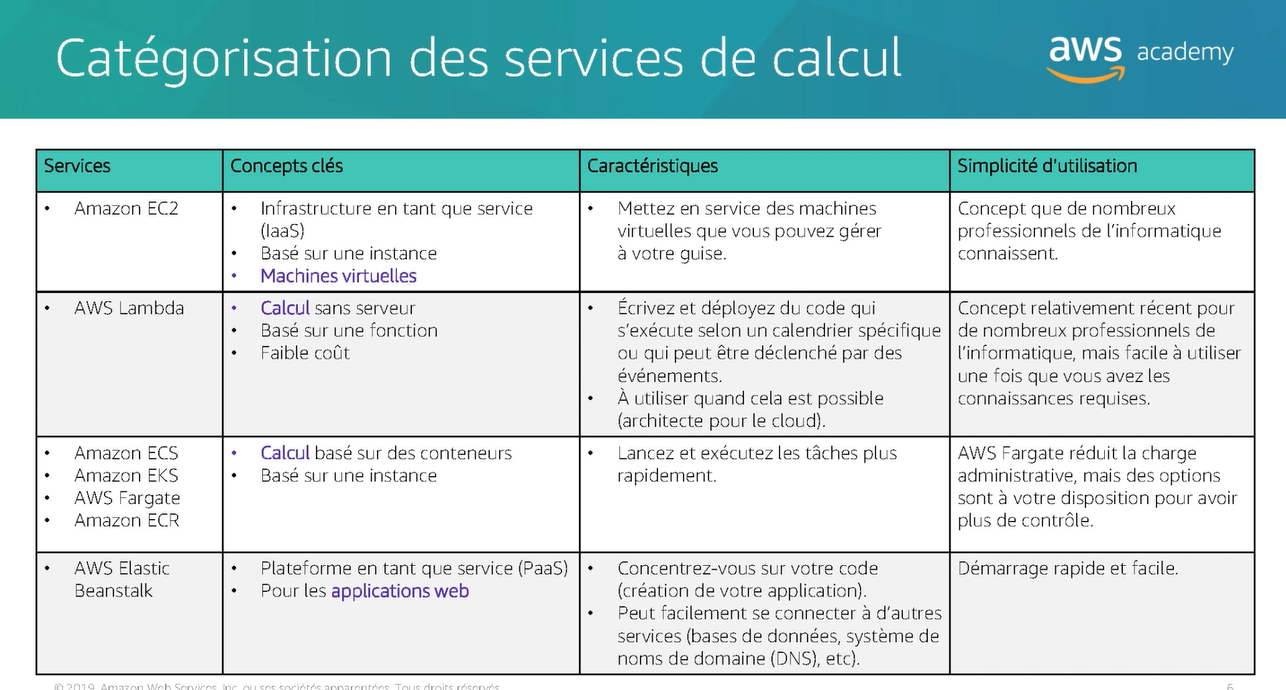 Catégorisation des services de calcul
aws academy
Services
Concepts clés
Caractéristiques
Simplicité d'utilisation
• Amazon EC2
• Infrastructure en tant que service
(IaaS)
• Basé sur une instance
• Machines virtuelles
• Mettez en service des machines
virtuelles que vous pouvez gérer
à votre guise.
Concept que de nombreux
professionnels de l'informatique
connaissent.
• AWS Lambda
• Calcul sans serveur
• Basé sur une fonction
• Faible coût
• Écrivez et déployez du code qui
s'exécute selon un calendrier spécifique
ou qui peut être déclenché par des
événements.
• À utiliser quand cela est possible
(architecte pour le cloud).
Concept relativement récent pour
de nombreux professionnels de
l'informatique, mais facile à utiliser
une fois que vous avez les
connaissances requises.
• Amazon ECS
• Amazon EKS
• AWS Fargate
• Amazon ECR
• Calcul basé sur des conteneurs
• Basé sur une instance
• Lancez et exécutez les tâches plus
rapidement.
AWS Fargate réduit la charge
administrative, mais des options
sont à votre disposition pour avoir
plus de contrôle.
• AWS Elastic
Beanstalk
• Plateforme en tant que service (PaaS)
• Pour les applications web
• Concentrez-vous sur votre code
(création de votre application).
• Peut facilement se connecter à d'autres
services (bases de données, système de
noms de domaine (DNS), etc).
Démarrage rapide et facile.
© 2019, Amazon Web Services, Inc. ou ses sociétés apparentées. Tous droits réservés.
6